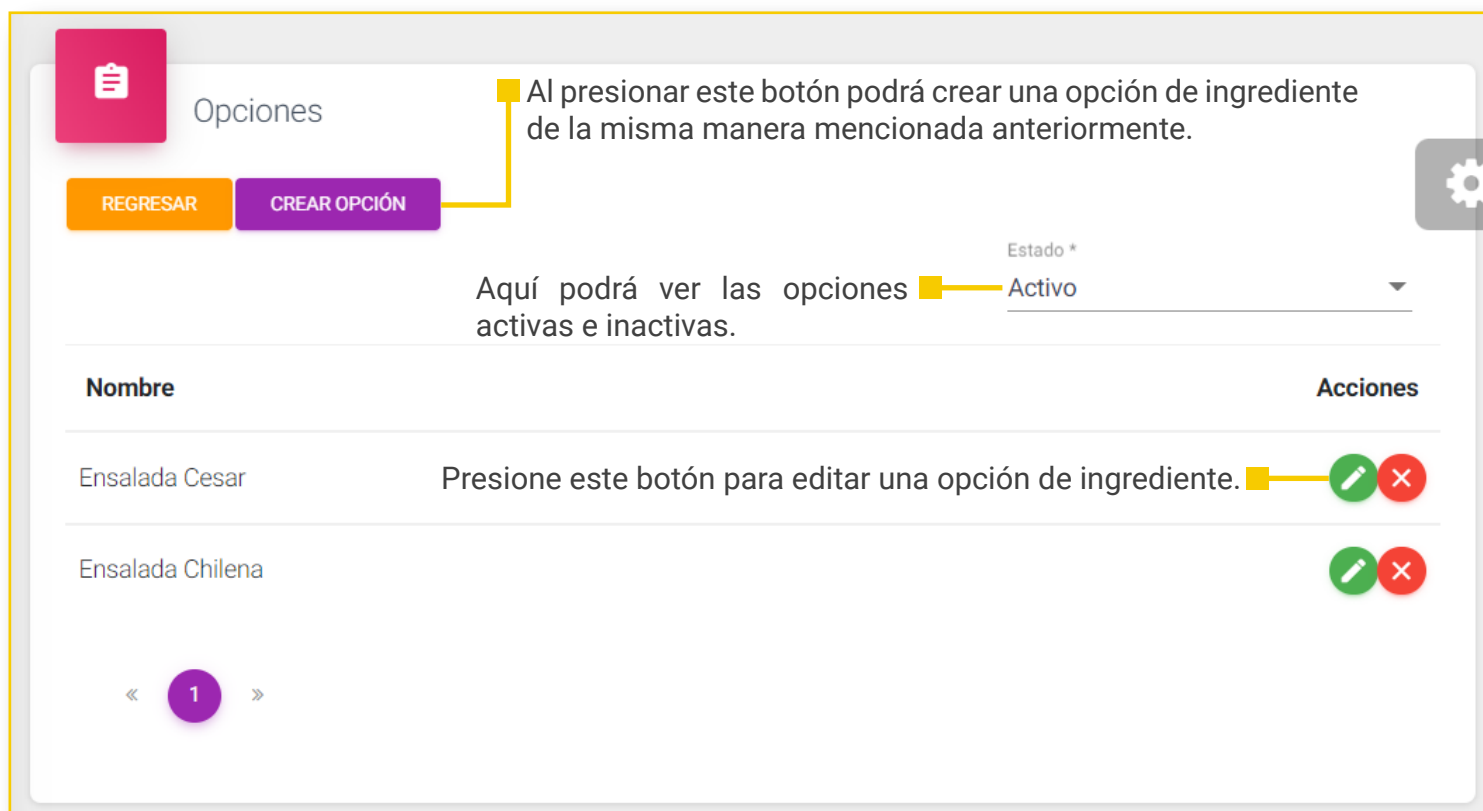 Opciones
Al presionar este botón podrá crear una opción de ingrediente
de la misma manera mencionada anteriormente.
REGRESAR
CREAR OPCIÓN
Estado *
Aquí podrá ver las opciones
activas e inactivas.
Activo
Nombre
Acciones
Ensalada Cesar
Presione este botón para editar una opción de ingrediente.
Ensalada Chilena
« 1 »